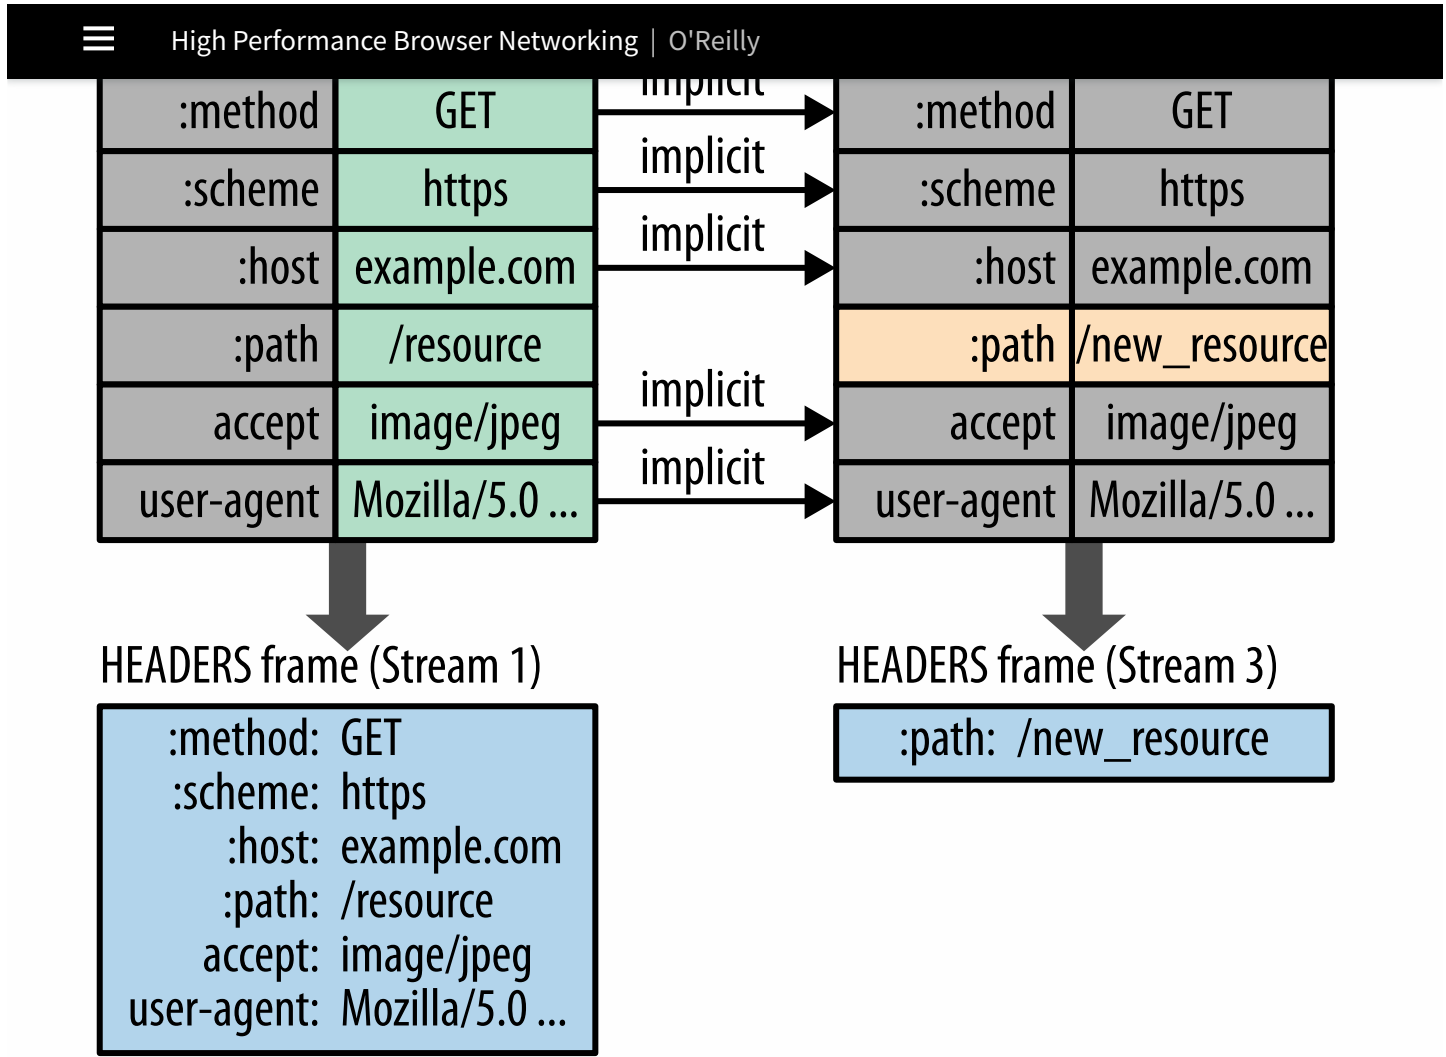 High Performance Browser Networking | O'Reilly
:method GET implicit :method GET
:scheme https implicit :scheme https
:host example.com implicit :host example.com
:path /resource :path /new_resource
accept image/jpeg implicit accept image/jpeg
user-agent Mozilla/5.0 ... implicit user-agent Mozilla/5.0 ...
HEADERS frame (Stream 1) HEADERS frame (Stream 3)
:method: GET :path: /new_resource
:scheme: https
:host: example.com
:path: /resource
accept: image/jpeg
user-agent: Mozilla/5.0 ...